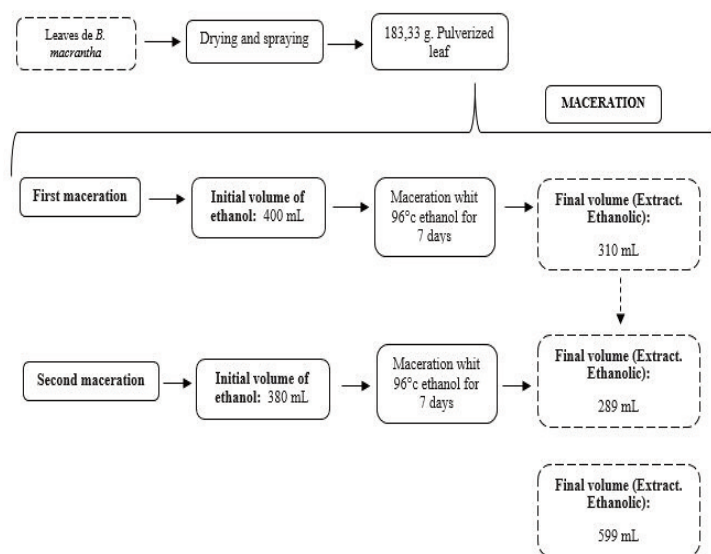 Leaves de B.
macrantha
Drying and spraying
183,33 g. Pulverized
leaf
MACERATION
First maceration
Initial volume of
ethanol: 400 mL
Maceration whit
96°c ethanol for
7 days
Final volume (Extract.
Ethanolic):
310 mL
Second maceration
Initial volume of
ethanol: 380 mL
Maceration whit
96°c ethanol for
7 days
Final volume (Extract.
Ethanolic):
289 mL
Final volume (Extract.
Ethanolic):
599 mL